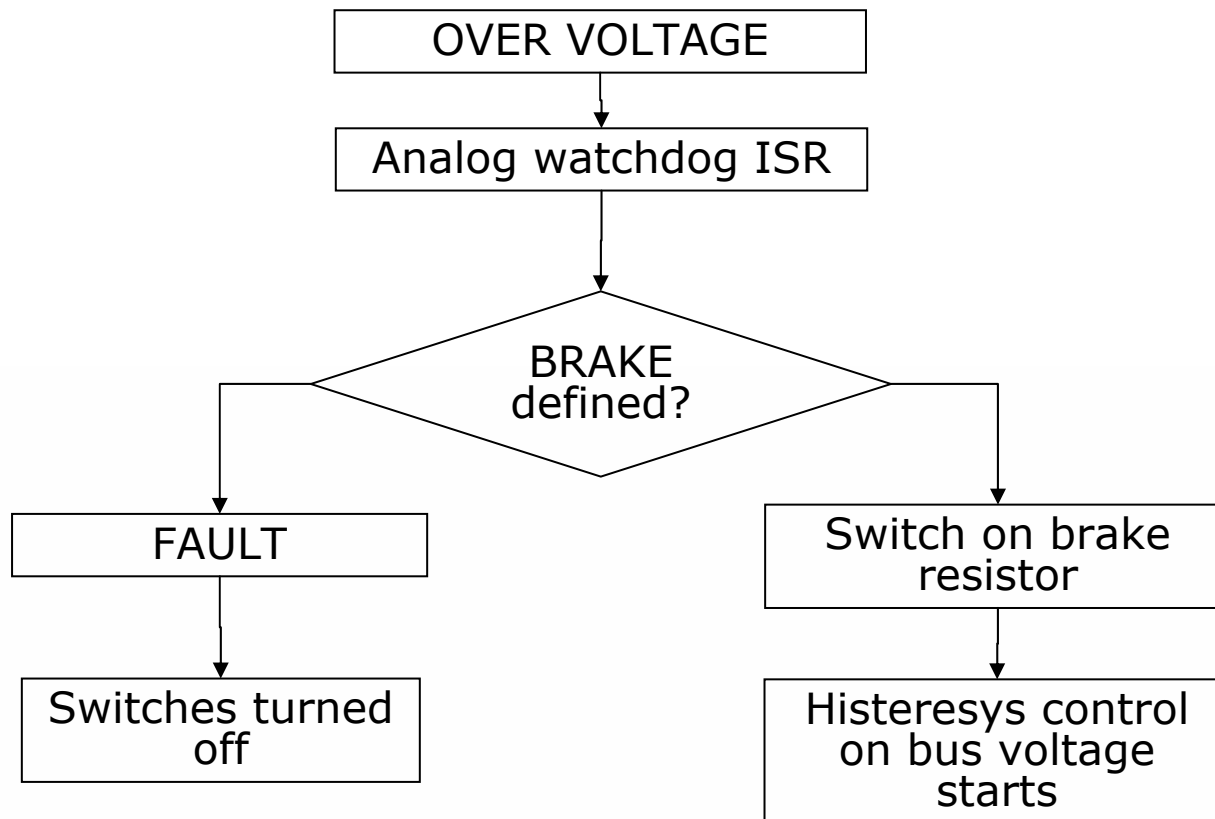 OVER VOLTAGE
Analog watchdog ISR
BRAKE
defined?
FAULT
Switch on brake
resistor
Switches turned
off
Histeresys control
on bus voltage
starts